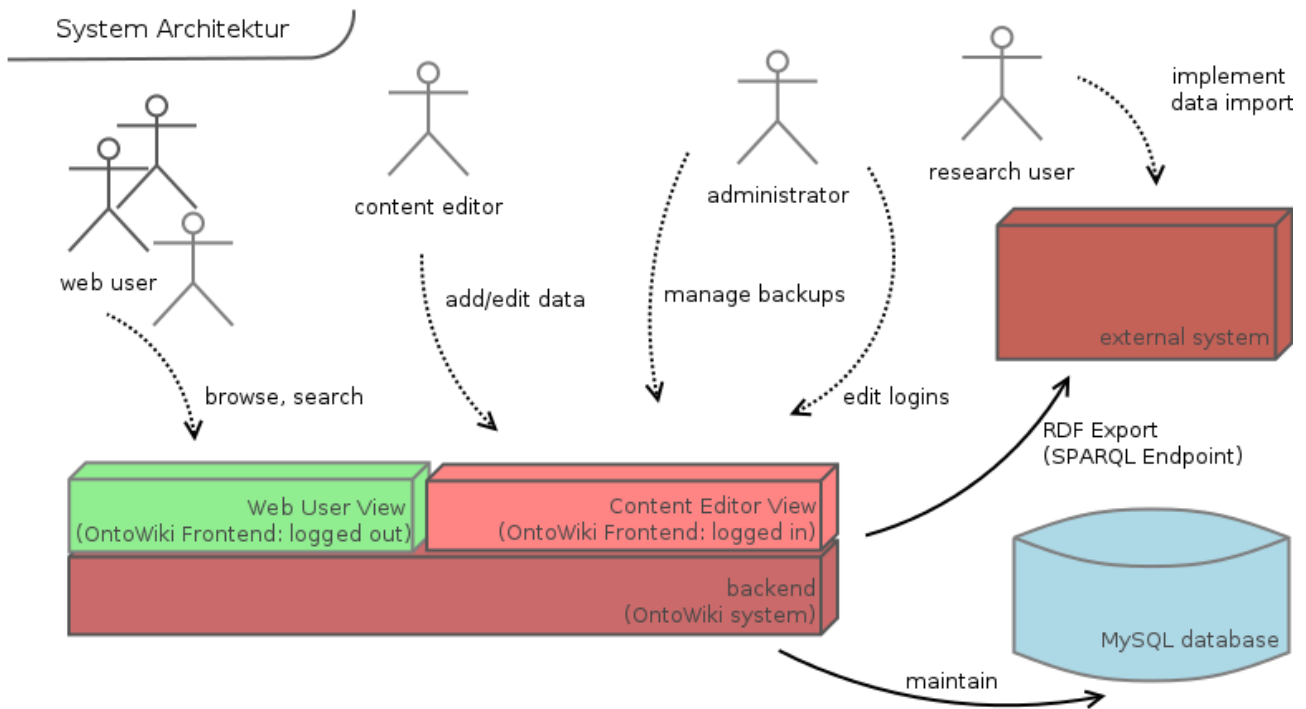 System Architektur
web user
content editor
administrator
research user
implement
data import
browse, search
add/edit data
manage backups
edit logins
external system
RDF Export
(SPARQL Endpoint)
Web User View
(OntoWiki Frontend: logged out)
Content Editor View
(OntoWiki Frontend: logged in)
backend
(OntoWiki system)
MySQL database
maintain